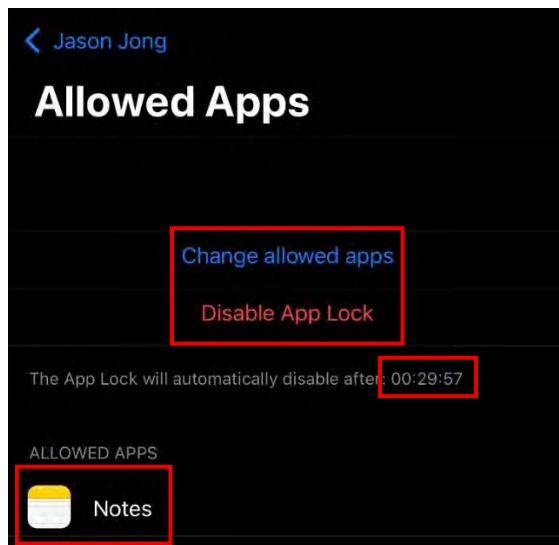 Jason Jong
Allowed Apps
Change allowed apps
Disable App Lock
The App Lock will automatically disable after: 00:29:57
ALLOWED APPS
Notes